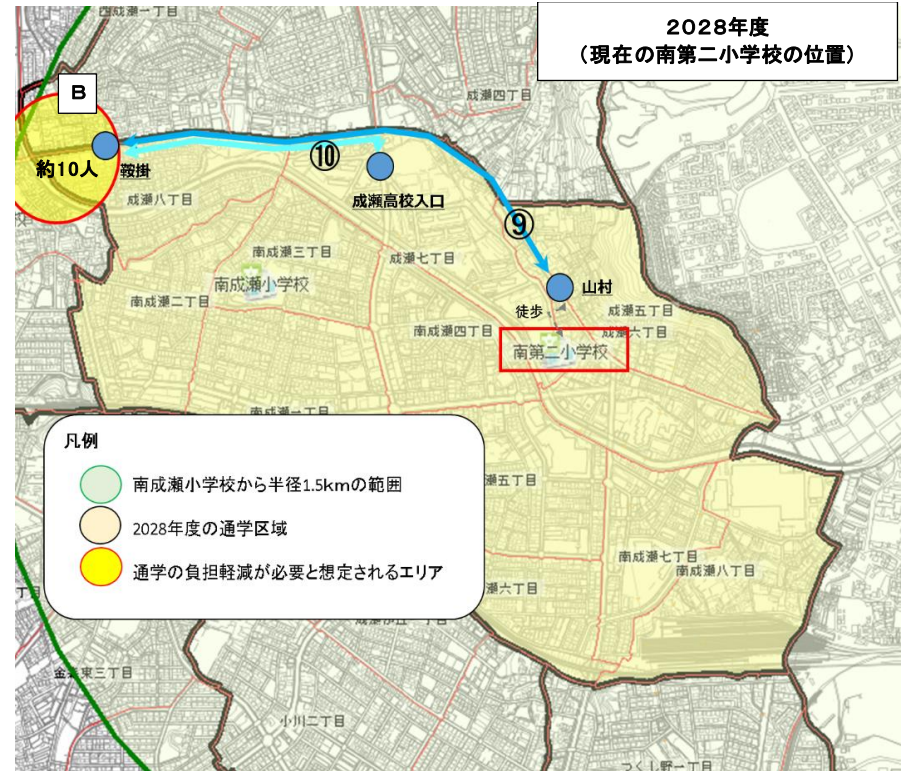 西成瀬一丁目
2028年度
（現在の南第二小学校の位置）
成瀬四丁目
B
約10人
鞍掛
⑩
成瀬高校入口
成瀬八丁目
⑨
南成瀬三丁目
成瀬七丁目
南成瀬小学校
山村
南成瀬二丁目
徒歩
成瀬五丁目
南成瀬四丁目
成瀬六丁目
南第二小学校
南成瀬一丁目
凡例
南成瀬小学校から半径1.5kmの範囲
2028年度の通学区域
通学の負担軽減が必要と想定されるエリア
瀬五丁目
南成瀬七丁目
南成瀬八丁目
瀬六丁目
金森東三丁目
小川二丁目
つくし野一丁目